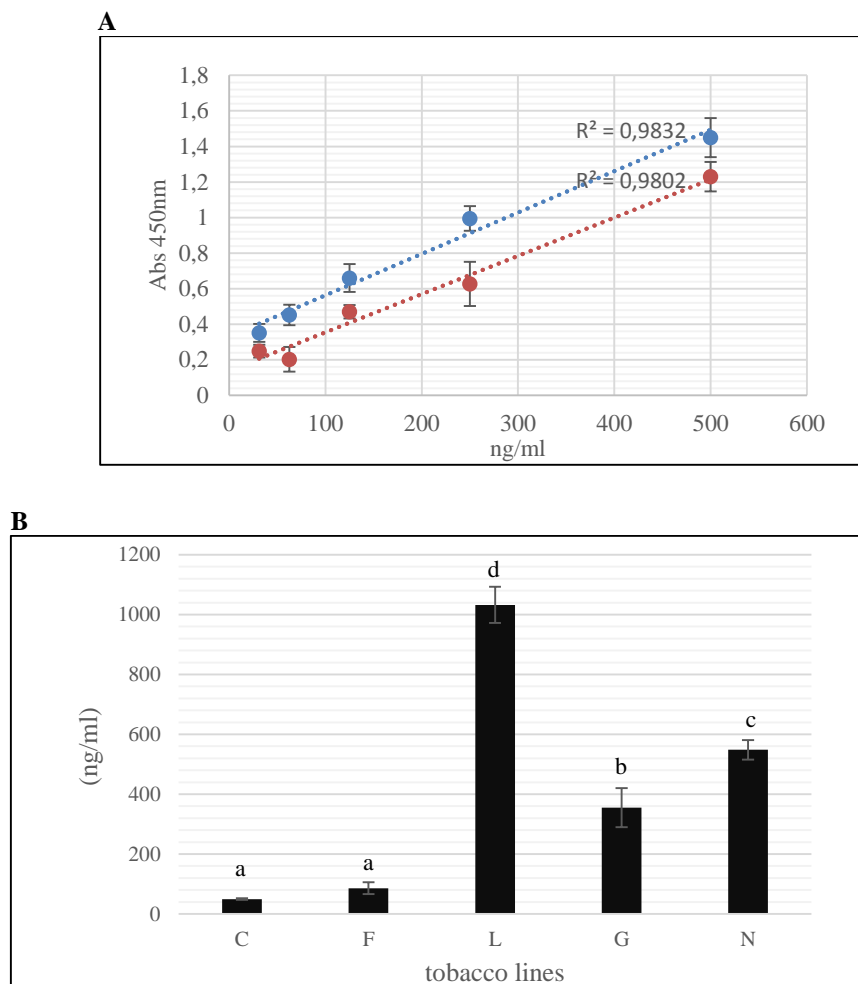 A
1,8
1,6
1,4
1,2
1
0,8
0,6
0,4
0,2
0
Abs 450nm
R² = 0,9832
R² = 0,9802
0 100 200 300 400 500 600
ng/ml
B
1200
1000
800
600
400
200
0
(ng/ml)
a a d b c
C F L G N
tobacco lines